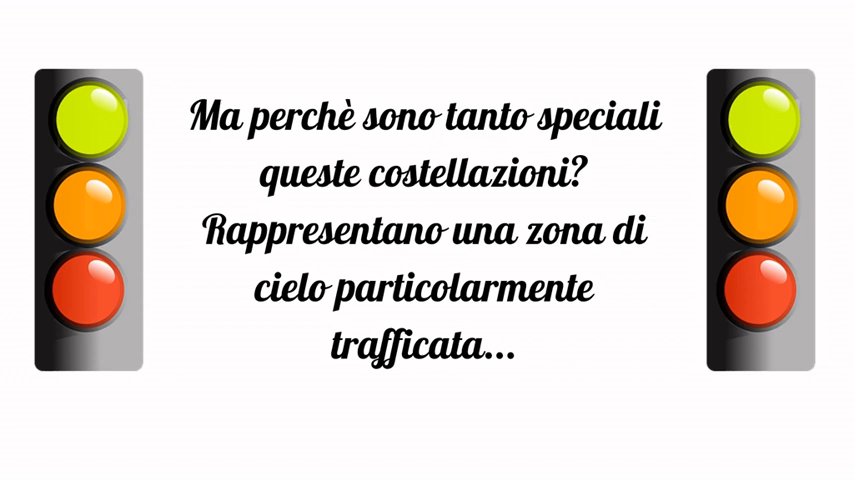 Ma perchè sono tanto speciali
queste costellazioni?
Rappresentano una zona di
cielo particolarmente
trafficata...